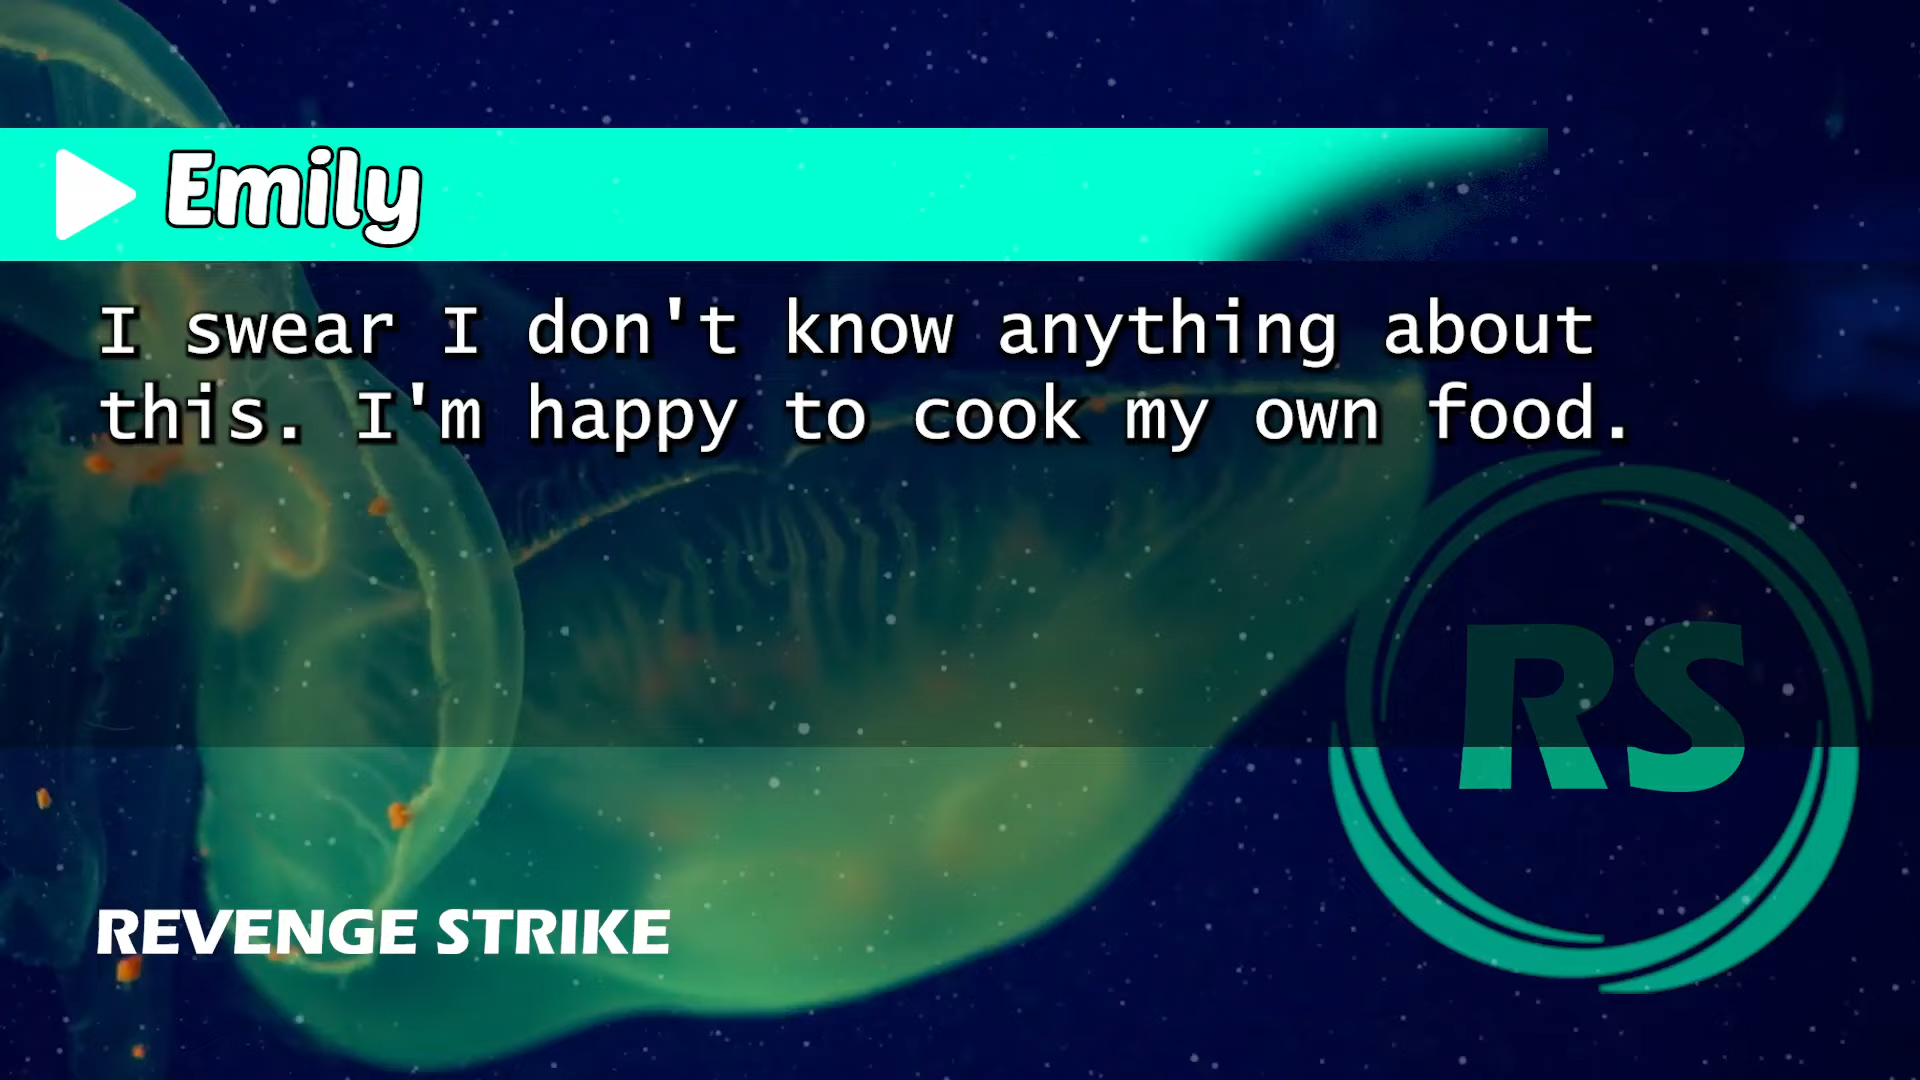 Emily
I swear I don't know anything about
this. I'm happy to cook my own food.
RS
REVENGE STRIKE